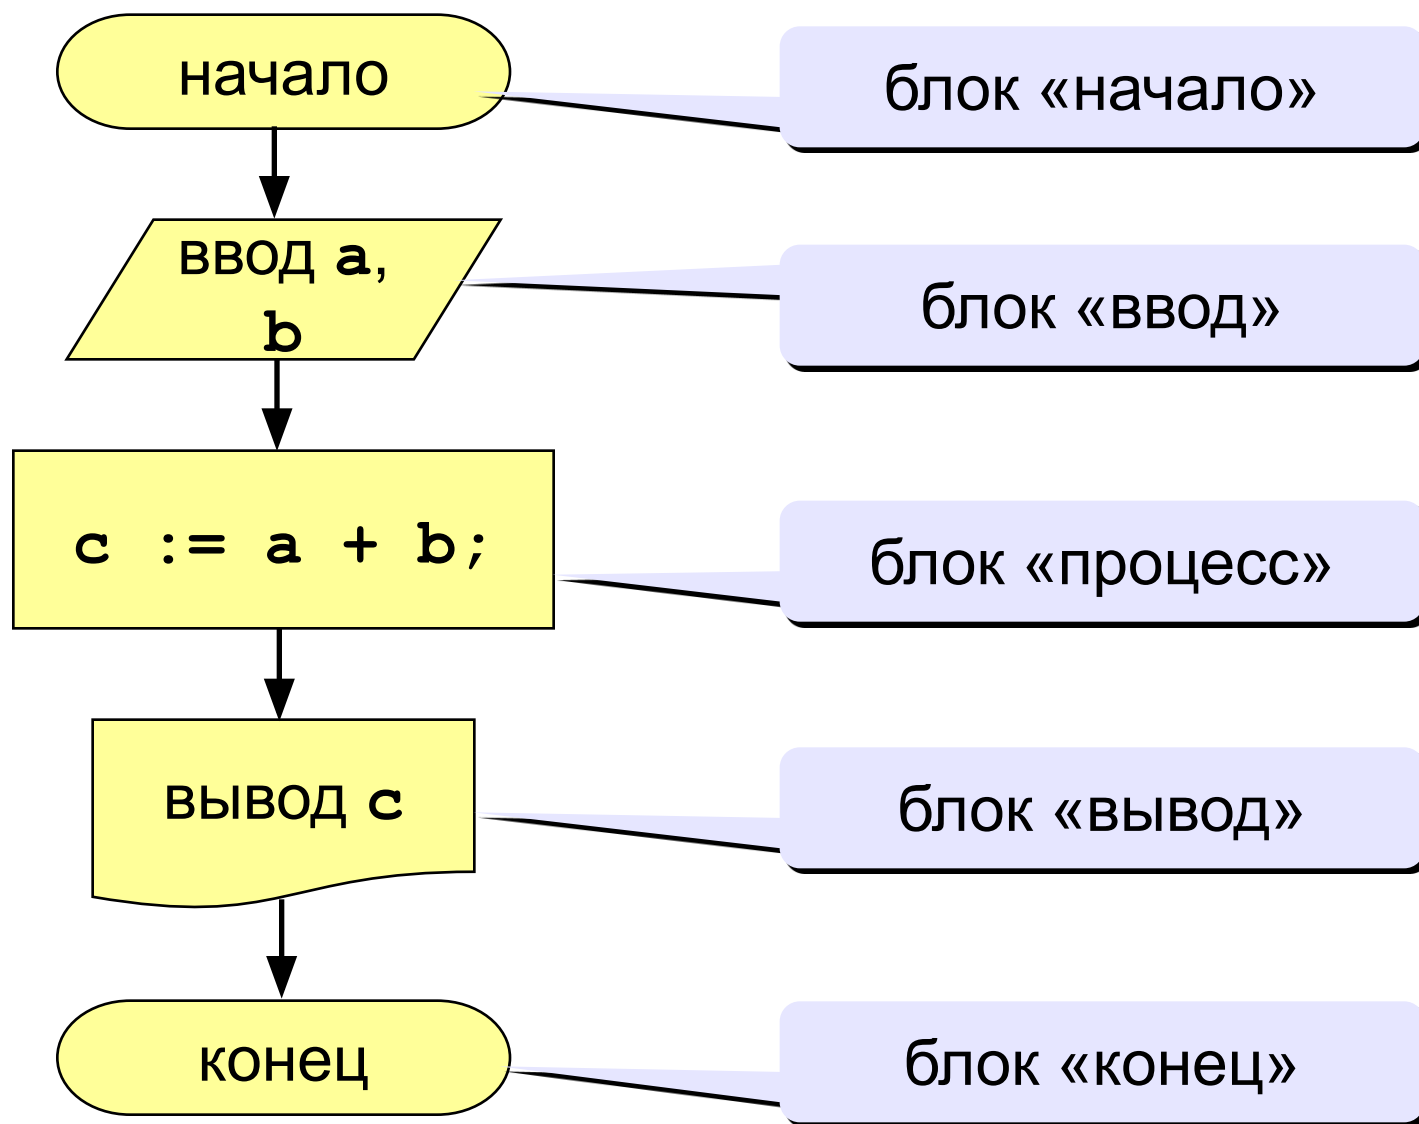 начало
блок «начало»
ввод a,
b
блок «ввод»
c := a + b;
блок «процесс»
вывод c
блок «вывод»
конец
блок «конец»